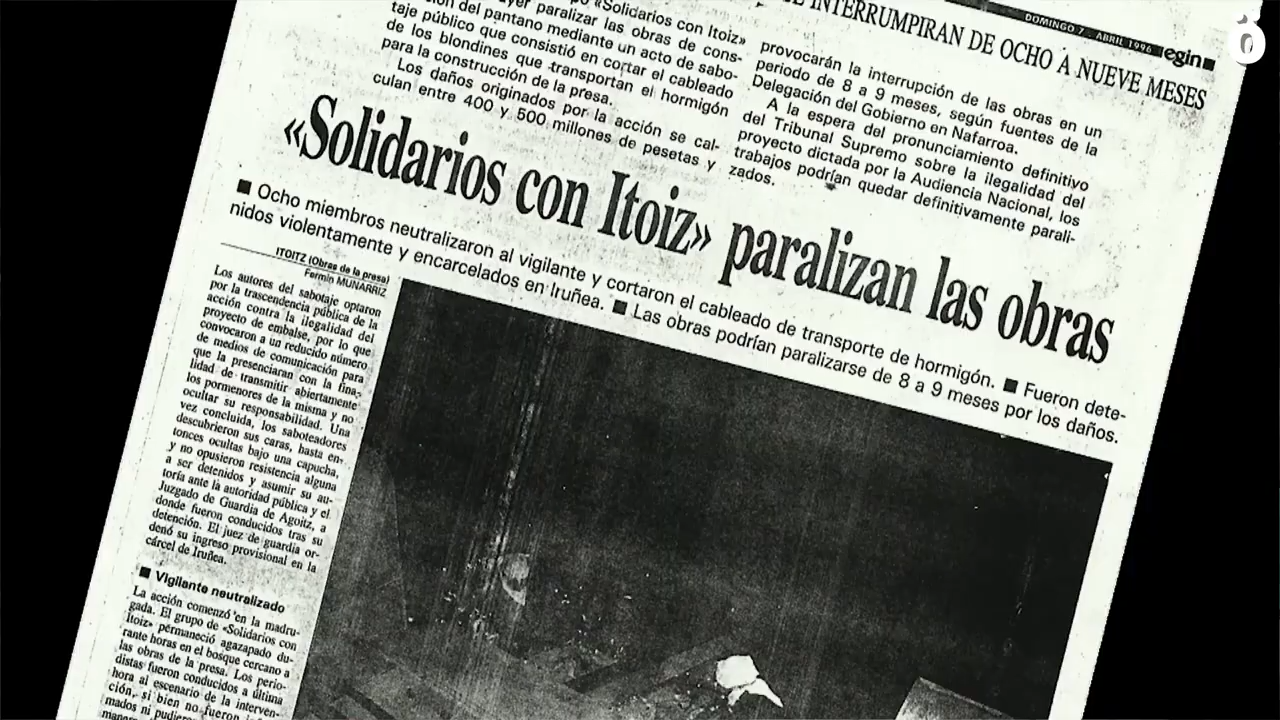 DOMINGO 7 - ABRIL 1996 egin
INTERRUMPIRAN DE OCHO A NUEVE MESES
«Solidarios con Itoiz»
paralizar las obras de cons-
del pantano mediante un acto de sabo-
taje público que consistió en cortar el cableado
de los blondines que transportan el hormigón
para la construcción de la presa.
Los daños originados por la acción se cal-
culan entre 400 y 500 millones de pesetas y
provocarán la interrupción de las obras en un
periodo de 8 a 9 meses, según fuentes de la
Delegación del Gobierno en Nafarroa.
A la espera del pronunciamiento definitivo
del Tribunal Supremo sobre la ilegalidad del
proyecto dictada por la Audiencia Nacional, los
trabajos podrían quedar definitivamente parali-
zados.
«Solidarios con Itoiz» paralizan las obras
■ Ocho miembros neutralizaron al vigilante y cortaron el cableado de transporte de hormigón. ■ Fueron dete-
nidos violentamente y encarcelados en Iruñea. ■ Las obras podrían paralizarse de 8 a 9 meses por los daños.
ITOITZ (Obras de la presa)
Fermin MUNARRIZ
Los autores del sabotaje optaron
por la trascendencia pública de la
acción contra la ilegalidad del
proyecto de embalse, por lo que
convocaron a un reducido número
de medios de comunicación para
que la presenciaran con la fina-
lidad de transmitir abiertamente
los pormenores de la misma y no
ocultar su responsabilidad. Una
vez concluida, los saboteadores
descubrieron sus caras, hasta en-
tonces ocultas bajo una capucha,
y no opusieron resistencia alguna
a ser detenidos y asumir su au-
toría ante la autoridad pública y el
Juzgado de Guardia de Agoitz, a
donde fueron conducidos tras su
detención. El juez de guardia or-
denó su ingreso provisional en la
cárcel de Iruñea.
■ Vigilante neutralizado
La acción comenzó en la madru-
gada. El grupo de «Solidarios con
Itoiz» permaneció agazapado du-
rante horas en el bosque cercano a
las obras de la presa. Los perio-
distas fueron conducidos a última
hora al escenario de la interven-
ción, si bien no fueron
mados ni pudieron